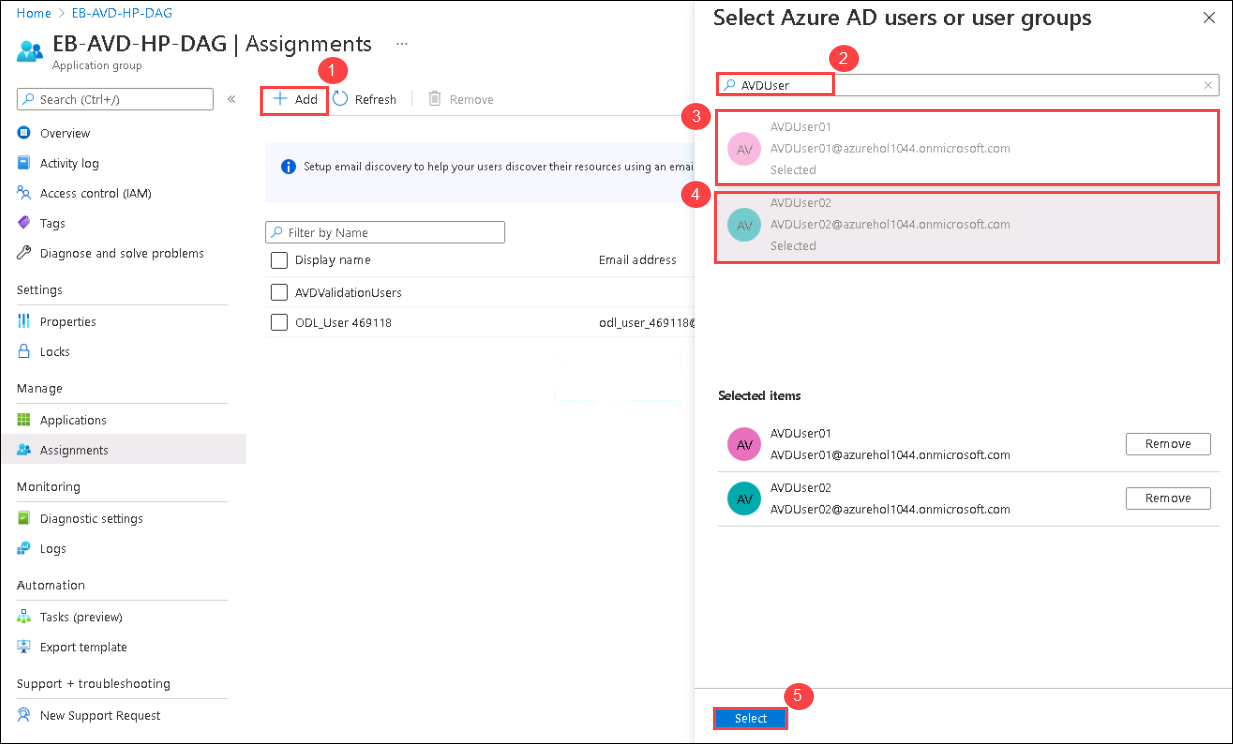 Home > EB-AVD-HP-DAG
EB-AVD-HP-DAG | Assignments ...
Application group
Search (Ctrl+/) «
Overview
Activity log
Access control (IAM)
Tags
Diagnose and solve problems
Settings
Properties
Locks
Manage
Applications
Assignments
Monitoring
Diagnostic settings
Logs
Automation
Tasks (preview)
Export template
Support + troubleshooting
New Support Request
1
+ Add Refresh Remove
Setup email discovery to help your users discover their resources using an emai
Filter by Name
Display name Email address
AVDValidationUsers
ODL_User 469118 odl_user_469118@
Select Azure AD users or user groups
2
AVDUser
3
AV
AVDUser01
AVDUser01@azurehol1044.onmicrosoft.com
Selected
4
AV
AVDUser02
AVDUser02@azurehol1044.onmicrosoft.com
Selected
Selected items
AV
AVDUser01
AVDUser01@azurehol1044.onmicrosoft.com
Remove
AV
AVDUser02
AVDUser02@azurehol1044.onmicrosoft.com
Remove
5
Select